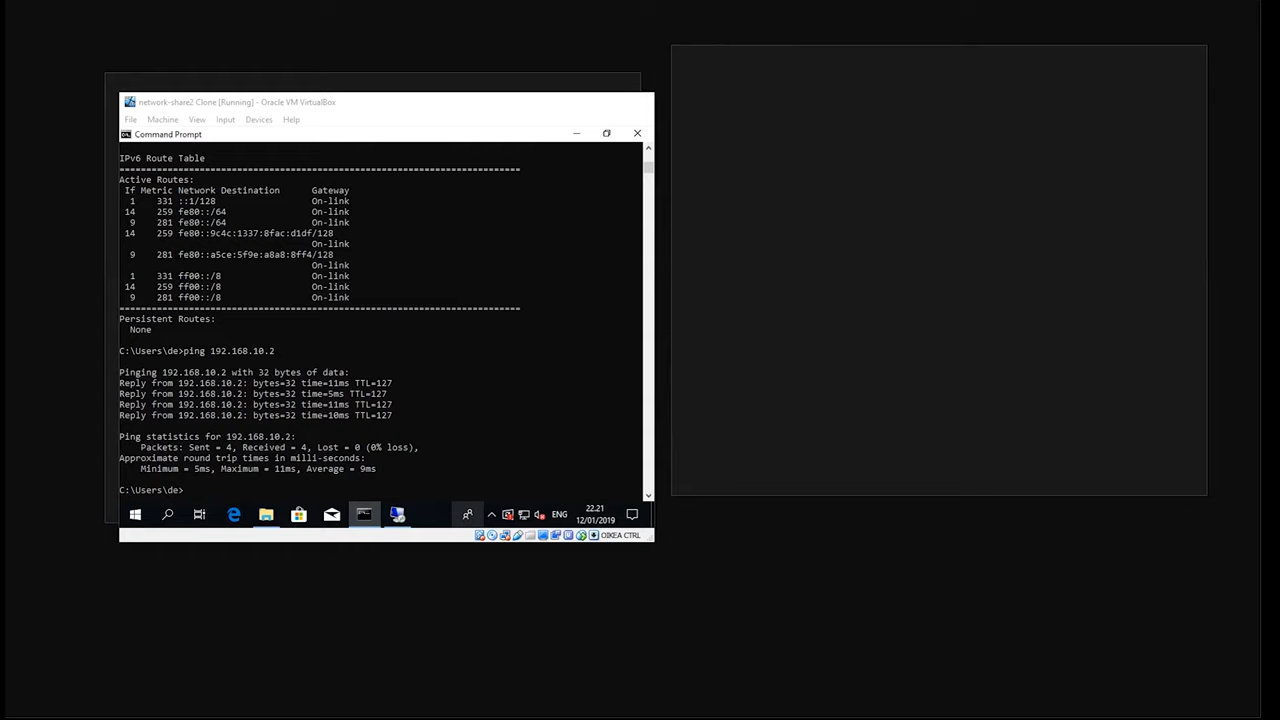 network-share2 Clone [Running] - Oracle VM VirtualBox
File Machine View Input Devices Help
Command Prompt
IPv6 Route Table
===========================================================================
Active Routes:
If Metric Network Destination Gateway
1 331 ::1/128 On-link
14 259 fe80::/64 On-link
9 281 fe80::/64 On-link
14 259 fe80::9c4c:1337:8fac:d1df/128
On-link
9 281 fe80::a5ce:5f9e:a8a8:8ff4/128
On-link
1 331 ff00::/8 On-link
14 259 ff00::/8 On-link
9 281 ff00::/8 On-link
===========================================================================
Persistent Routes:
None
C:\Users\de>ping 192.168.10.2
Pinging 192.168.10.2 with 32 bytes of data:
Reply from 192.168.10.2: bytes=32 time=11ms TTL=127
Reply from 192.168.10.2: bytes=32 time=5ms TTL=127
Reply from 192.168.10.2: bytes=32 time=11ms TTL=127
Reply from 192.168.10.2: bytes=32 time=10ms TTL=127
Ping statistics for 192.168.10.2:
Packets: Sent = 4, Received = 4, Lost = 0 (0% loss),
Approximate round trip times in milli-seconds:
Minimum = 5ms, Maximum = 11ms, Average = 9ms
C:\Users\de>
ENG
22.21
12/01/2019
OIKEA CTRL